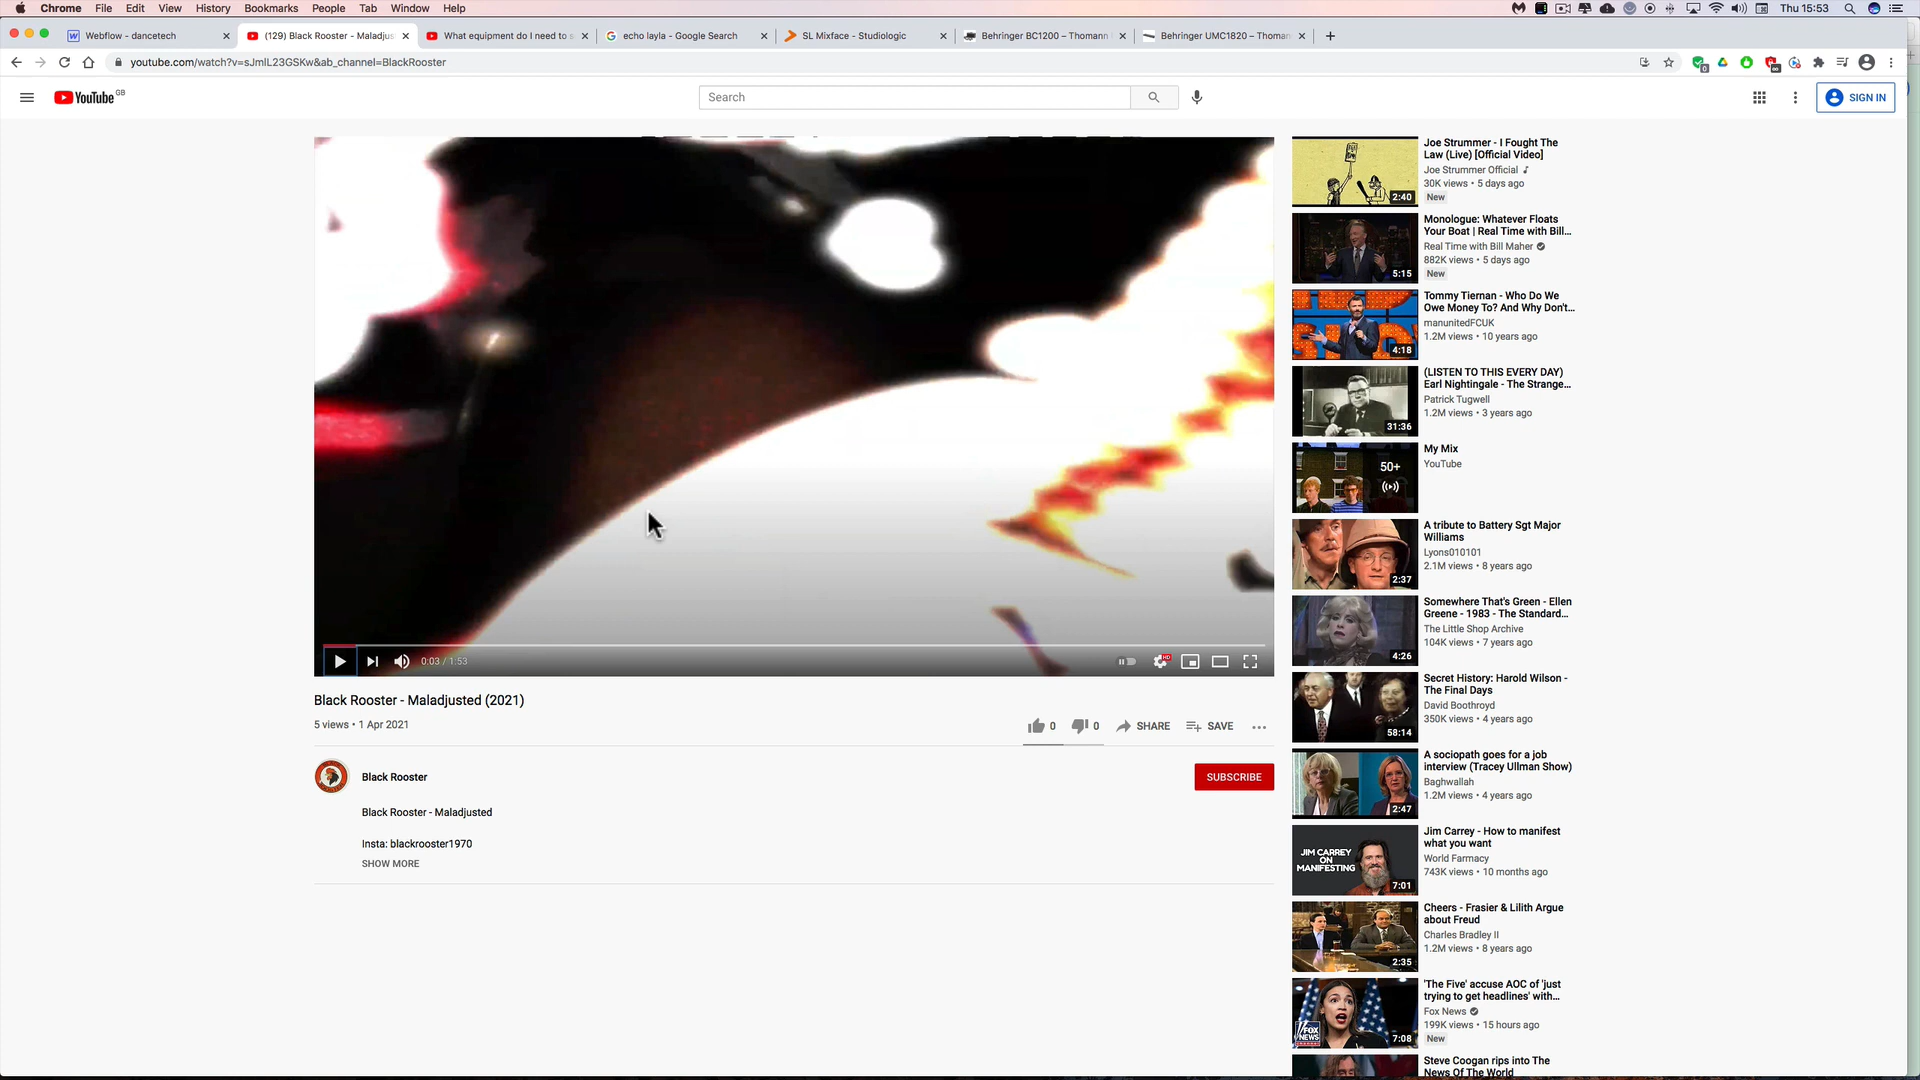 Chrome File Edit View History Bookmarks People Tab Window Help Thu 15:53
Webflow - dancetech (129) Black Rooster - Maladjus What equipment do I need to s echo layla - Google Search SL Mixface - Studiologic Behringer BC1200 – Thomann Behringer UMC1820 – Thoman
youtube.com/watch?v=sJmlL23GSKw&ab_channel=BlackRooster
YouTube GB Search SIGN IN
0:03 / 1:53 HD
Black Rooster - Maladjusted (2021)
5 views • 1 Apr 2021
0 0 SHARE SAVE
Black Rooster SUBSCRIBE
Black Rooster - Maladjusted
Insta: blackrooster1970
SHOW MORE
Joe Strummer - I Fought The
Law (Live) [Official Video]
Joe Strummer Official
30K views • 5 days ago
2:40 New
Monologue: Whatever Floats
Your Boat | Real Time with Bill...
Real Time with Bill Maher
882K views • 5 days ago
5:15 New
Tommy Tiernan - Who Do We
Owe Money To? And Why Don't...
manunitedFCUK
1.2M views • 10 years ago
4:18
(LISTEN TO THIS EVERY DAY)
Earl Nightingale - The Strange...
Patrick Tugwell
1.2M views • 3 years ago
31:36
My Mix
YouTube
50+
A tribute to Battery Sgt Major
Williams
Lyons010101
2.1M views • 8 years ago
2:37
Somewhere That's Green - Ellen
Greene - 1983 - The Standard...
The Little Shop Archive
104K views • 7 years ago
4:26
Secret History: Harold Wilson -
The Final Days
David Boothroyd
350K views • 4 years ago
58:14
A sociopath goes for a job
interview (Tracey Ullman Show)
Baghwallah
1.2M views • 4 years ago
2:47
Jim Carrey - How to manifest
what you want
World Farmacy
743K views • 10 months ago
JIM CARREY
ON
MANIFESTING
7:01
Cheers - Frasier & Lilith Argue
about Freud
Charles Bradley II
1.2M views • 8 years ago
2:35
'The Five' accuse AOC of 'just
trying to get headlines' with...
Fox News
199K views • 15 hours ago
FOX
NEWS
7:08 New
Steve Coogan rips into The
News Of The World